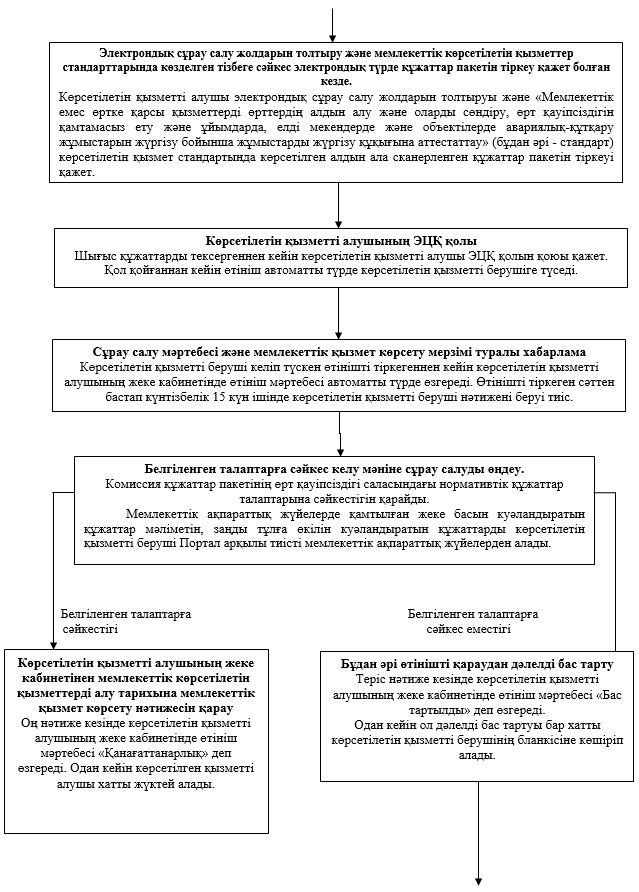 Электрондық сұрау салу жолдарын толтыру және мемлекеттік көрсетілетін қызметтер
стандарттарында көзделген тізбеге сәйкес электрондық түрде құжаттар пакетін тіркеу қажет болған
кезде.
Көрсетілетін қызметті алушы электрондық сұрау салу жолдарын толтыруы және «Мемлекеттік
емес өртке қарсы қызметтерді өрттердің алдын алу және оларды сөндіру, өрт қауіпсіздігін
қамтамасыз ету және ұйымдарда, елді мекендерде және объектілерде авариялық-құтқару
жұмыстарын жүргізу бойынша жұмыстарды жүргізу құқығына аттестаттау» (бұдан әрі - стандарт)
көрсетілетін қызмет стандартында көрсетілген алдын ала сканерленген құжаттар пакетін тіркеуі
қажет.
Көрсетілетін қызметті алушының ЭЦҚ қолы
Шығыс құжаттарды тексергеннен кейін көрсетілетін қызметті алушы ЭЦҚ қолын қоюы қажет.
Қол қойғаннан кейін өтініш автоматты түрде көрсетілетін қызметті берушіге түседі.
Сұрау салу мәртебесі және мемлекеттік қызмет көрсету мерзімі туралы хабарлама
Көрсетілетін қызметті беруші келіп түскен өтінішті тіркегеннен кейін көрсетілетін қызметті
алушының жеке кабинетінде өтініш мәртебесі автоматты түрде өзгереді. Өтінішті тіркеген сәттен
бастап күнтізбелік 15 күн ішінде көрсетілетін қызметті беруші нәтижені беруі тиіс.
Белгіленген талаптарға сәйкес келу мәніне сұрау салуды өңдеу.
Комиссия құжаттар пакетінің өрт қауіпсіздігі саласындағы нормативтік құжаттар
талаптарына сәйкестігін қарайды.
Мемлекеттік ақпараттық жүйелерде қамтылған жеке басын куәландыратын
құжаттар мәліметін, заңды тұлға өкілін куәландыратын құжаттарды көрсетілетін
қызметті беруші Портал арқылы тиісті мемлекеттік ақпараттық жүйелерден алады.
Белгіленген талаптарға
сәйкестігі
Белгіленген талаптарға
сәйкес еместігі
Көрсетілетін қызметті алушының жеке
кабинетінен мемлекеттік көрсетілетін
қызметтерді алу тарихына мемлекеттік
қызмет көрсету нәтижесін қарау
Оң нәтиже кезінде көрсетілетін қызметті
алушының жеке кабинетінде өтініш
мәртебесі «Қанағаттанарлық» деп
өзгереді. Одан кейін көрсетілген қызметті
алушы хатты жүктей алады.
Бұдан әрі өтінішті қараудан дәлелді бас тарту
Теріс нәтиже кезінде көрсетілетін қызметті
алушының жеке кабинетінде өтініш мәртебесі «Бас
тартылды» деп өзгереді.
Одан кейін ол дәлелді бас тартуы бар хатты
көрсетілетін қызметті берушінің бланкісіне көшіріп
алады.